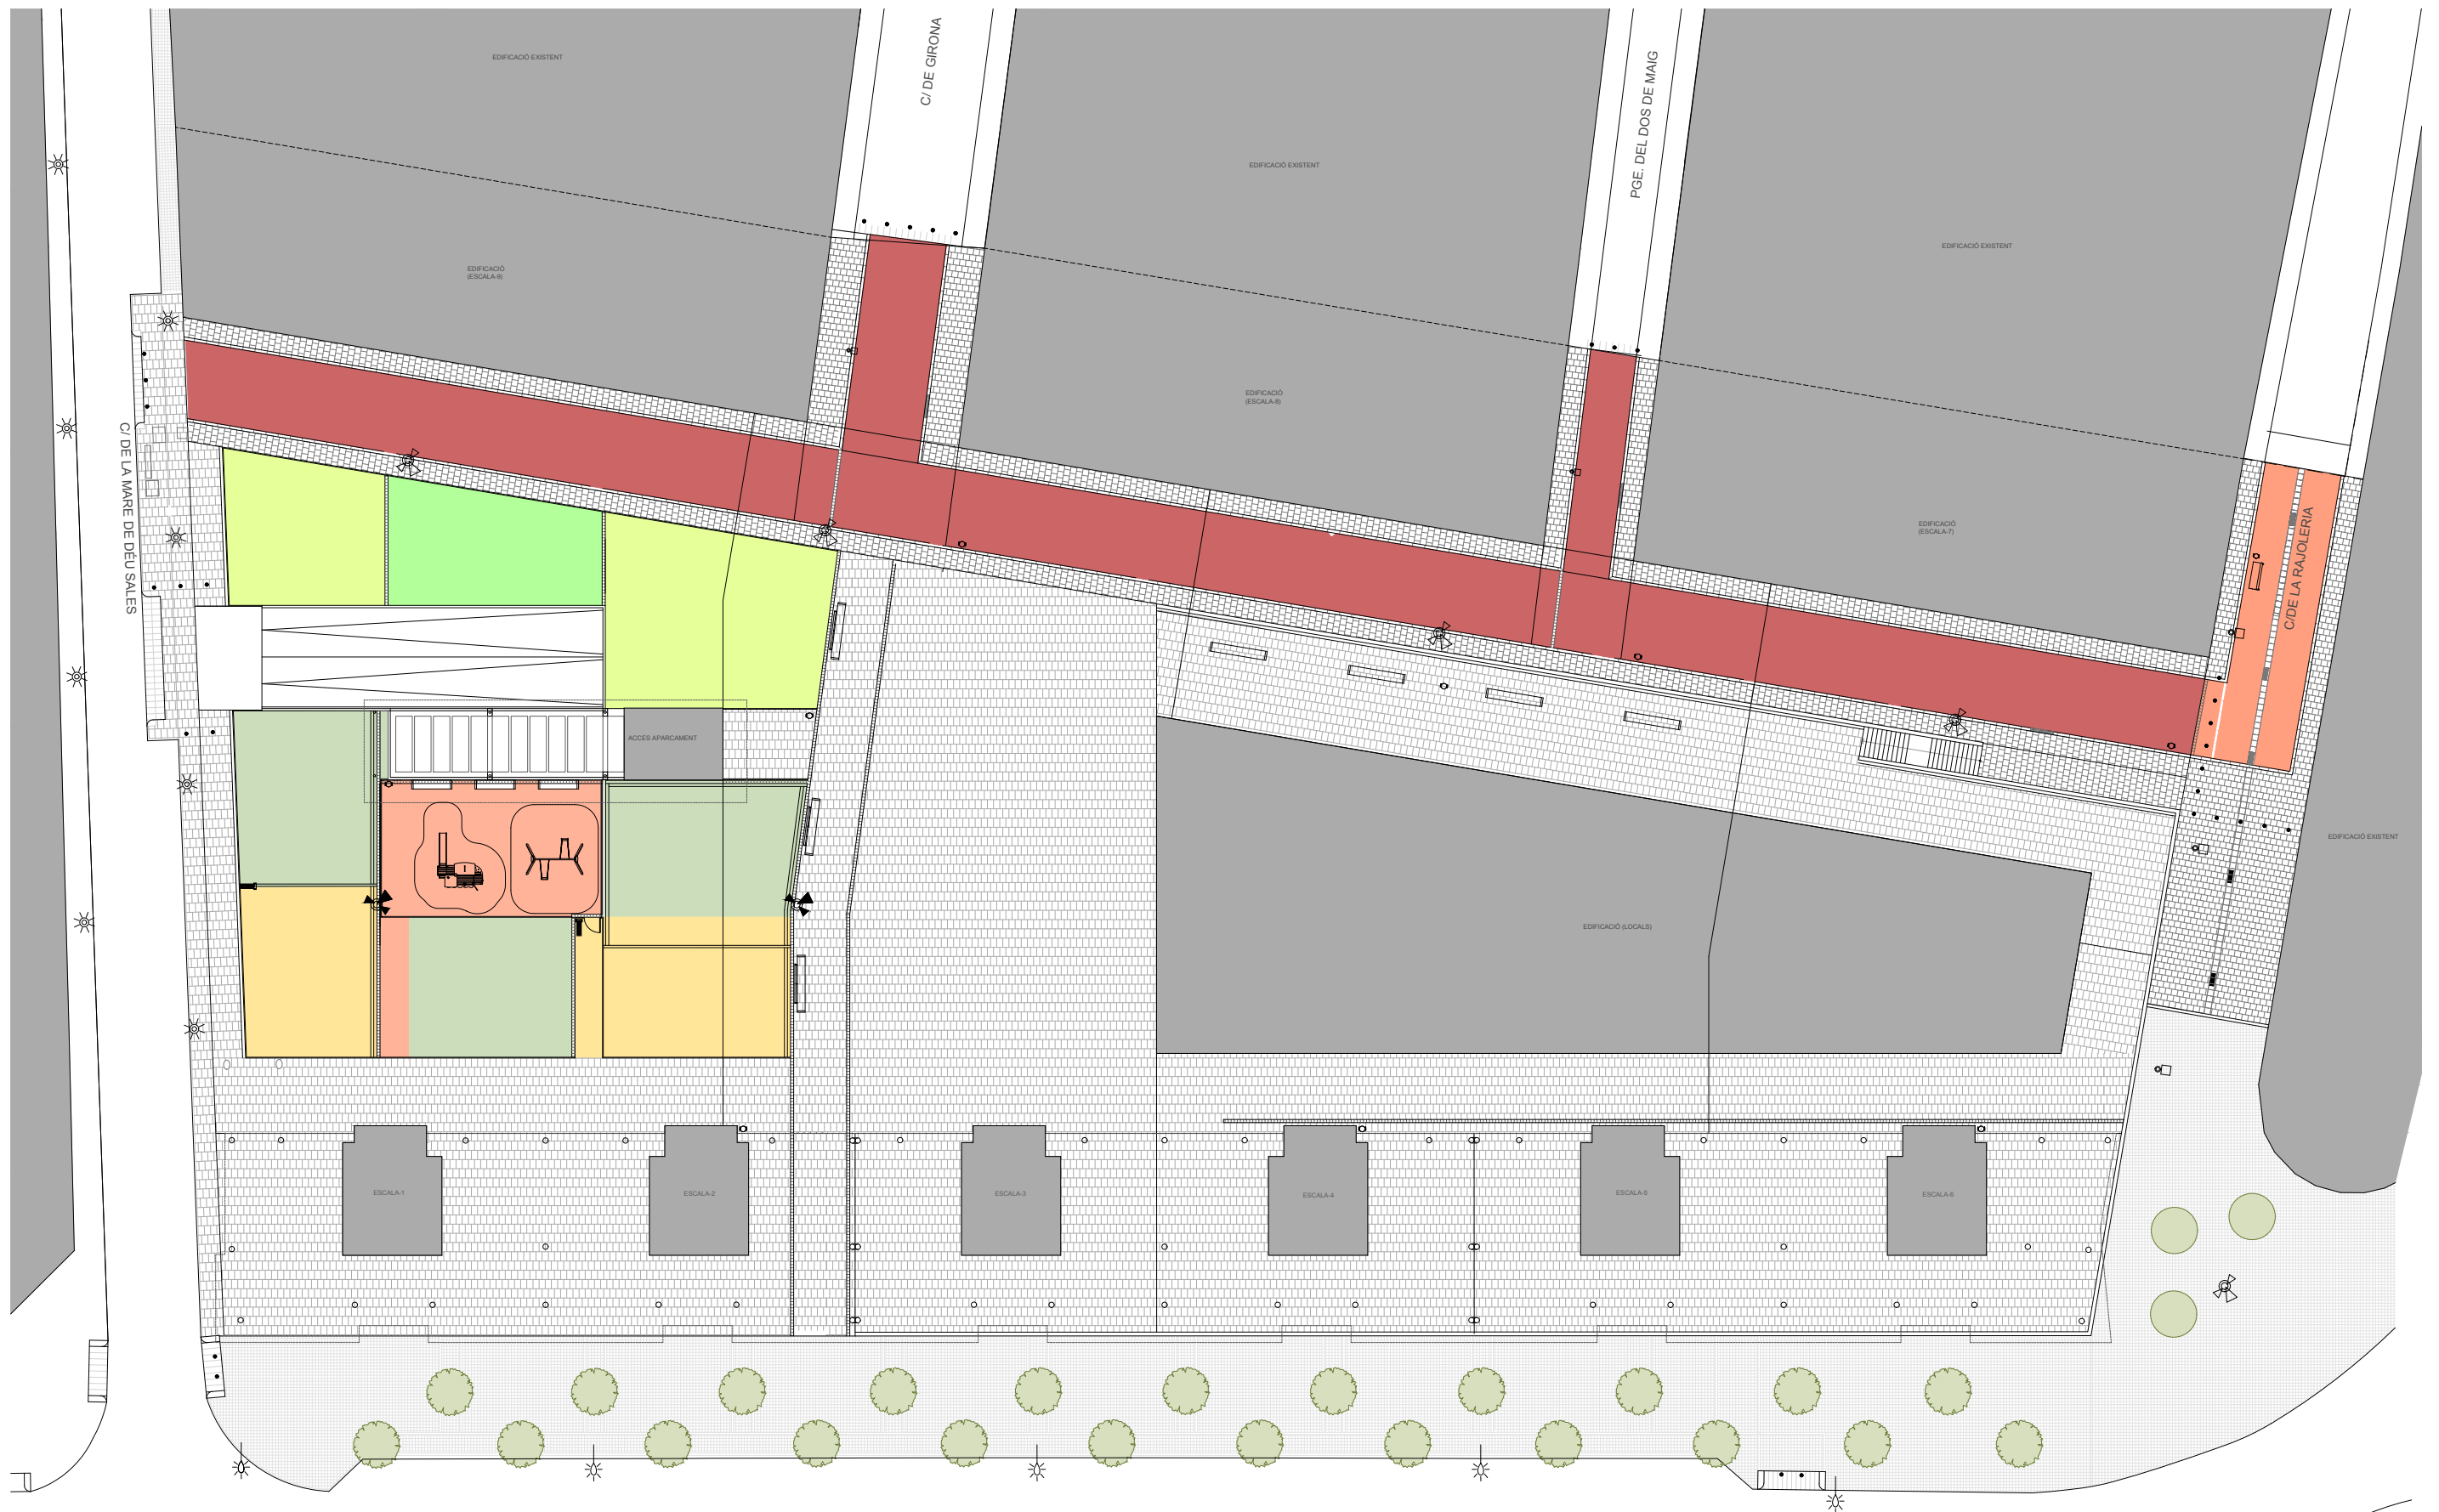 EDIFICACIÓ EXISTENT
C/ DE GIRONA
PGE. DEL DOS DE MAIG
EDIFICACIÓ EXISTENT
EDIFICACIÓ EXISTENT
EDIFICACIÓ
(ESCALA-9)
EDIFICACIÓ
(ESCALA-8)
EDIFICACIÓ
(ESCALA-7)
C/ DE LA MARE DE DÉU SALES
C/DE LA RAJOLERIA
ACCES APARCAMENT
EDIFICACIÓ EXISTENT
EDIFICACIÓ (LOCALS)
ESCALA-1
ESCALA-2
ESCALA-3
ESCALA-4
ESCALA-5
ESCALA-6